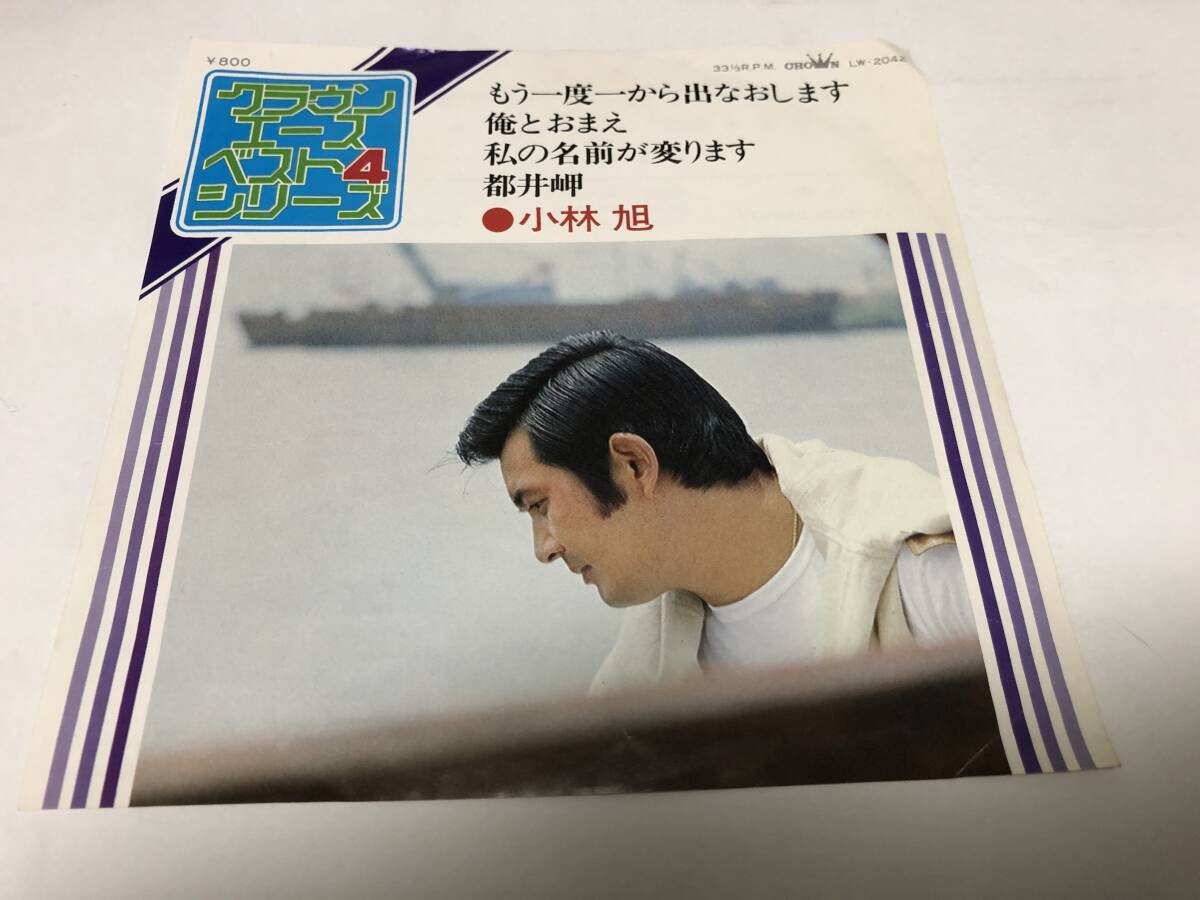 ¥800
33⅓R.P.M. CROWN LW-2042
クラウン
エース
ベスト4
シリーズ
もう一度一から出なおします
俺とおまえ
私の名前が変ります
都井岬
●小林 旭